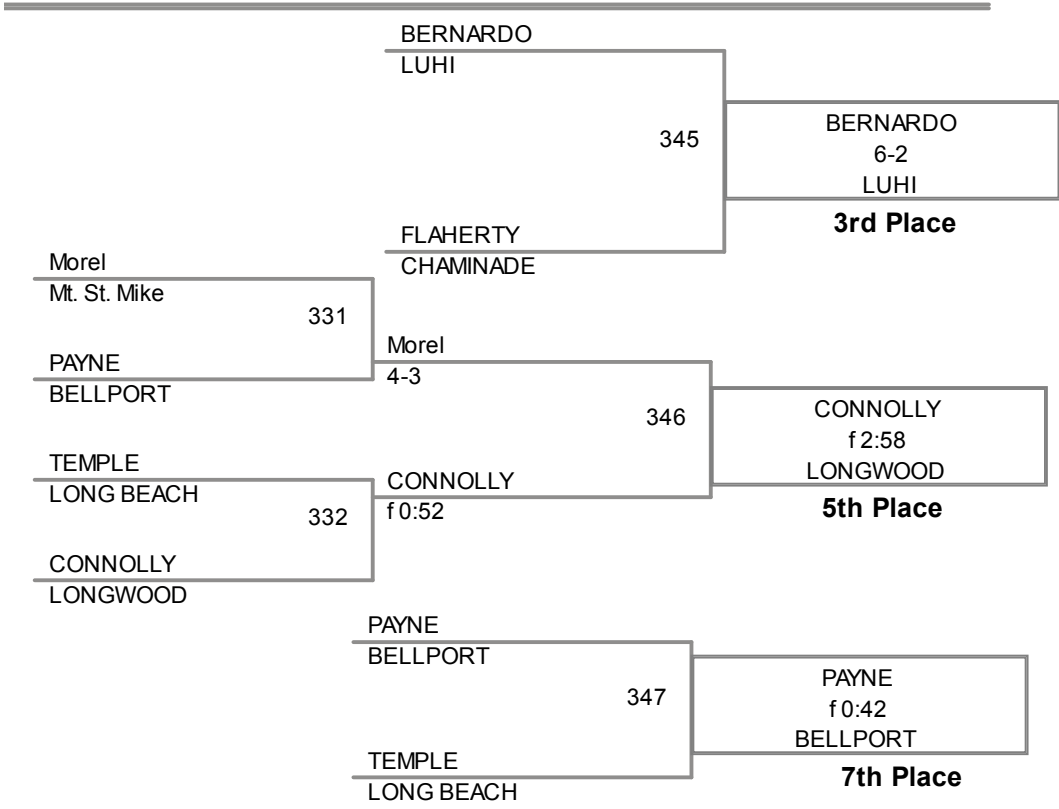 BERNARDO
LUHI
345
BERNARDO
6-2
LUHI
3rd Place
FLAHERTY
CHAMINADE
Morel
Mt. St. Mike
331
PAYNE
BELLPORT
Morel
4-3
346
CONNOLLY
f 2:58
LONGWOOD
5th Place
TEMPLE
LONG BEACH
332
CONNOLLY
f 0:52
CONNOLLY
LONGWOOD
PAYNE
BELLPORT
347
PAYNE
f 0:42
BELLPORT
7th Place
TEMPLE
LONG BEACH